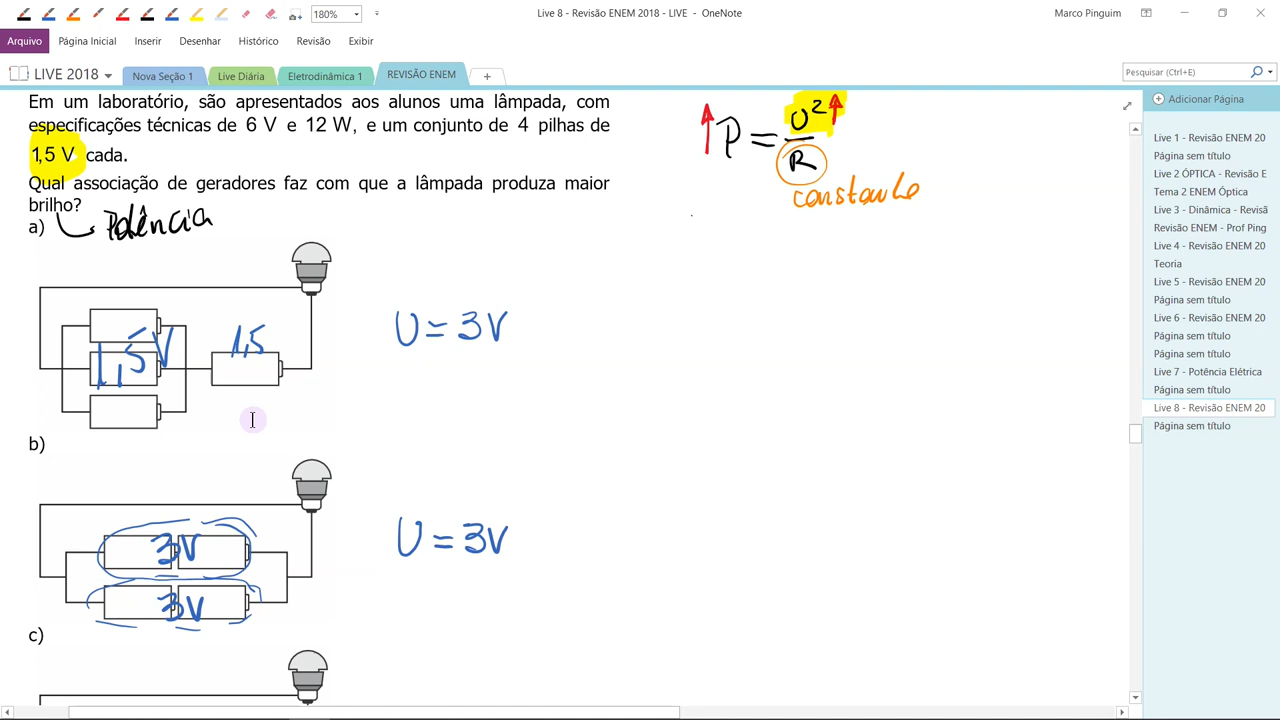 180%
Live 8 - Revisão ENEM 2018 - LIVE - OneNote
Marco Pinguim
Arquivo
Página Inicial
Inserir
Desenhar
Histórico
Revisão
Exibir
LIVE 2018
Nova Seção 1
Live Diária
Eletrodinâmica 1
REVISÃO ENEM
+
Pesquisar (Ctrl+E)
Em um laboratório, são apresentados aos alunos uma lâmpada, com
especificações técnicas de 6 V e 12 W, e um conjunto de 4 pilhas de
1,5 V cada.
Qual associação de geradores faz com que a lâmpada produza maior
brilho?
Potência
a)
1,5 V
1,5
U = 3V
b)
3V
3V
U = 3V
c)
P = U²
R
constante
Adicionar Página
Live 1 - Revisão ENEM 20
Página sem título
Live 2 ÓPTICA - Revisão E
Tema 2 ENEM Óptica
Live 3 - Dinâmica - Revisã
Revisão ENEM - Prof Ping
Live 4 - Revisão ENEM 20
Teoria
Live 5 - Revisão ENEM 20
Página sem título
Live 6 - Revisão ENEM 20
Página sem título
Página sem título
Live 7 - Potência Elétrica
Página sem título
Live 8 - Revisão ENEM 20
Página sem título